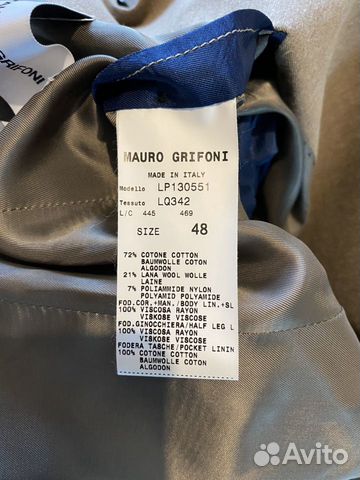 GRIFONI
MAURO GRIFONI
MADE IN ITALY
Modello LP130551
Tessuto LQ342
L/C 445 469
SIZE 48
72% COTONE COTTON
BAUMWOLLE COTON
ALGODON
21% LANA WOOL WOLLE
LAINE
7% POLIAMMIDE NYLON
POLYAMID POLYAMIDE
FOD.COR.+MAN./BODY LIN.+SL
100% VISCOSA RAYON
VISKOSE VISCOSE
FOD.GINOCCHIERA/HALF LEG L
100% VISCOSA RAYON
VISKOSE VISCOSE
FODERA TASCHE/POCKET LININ
100% COTONE COTTON
BAUMWOLLE COTON
ALGODON
Avito